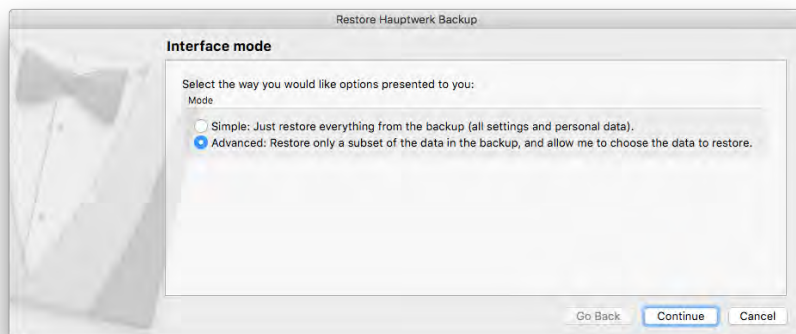 Restore Hauptwerk Backup
Interface mode
Select the way you would like options presented to you:
Mode
Simple: Just restore everything from the backup (all settings and personal data).
Advanced: Restore only a subset of the data in the backup, and allow me to choose the data to restore.
Go Back Continue Cancel